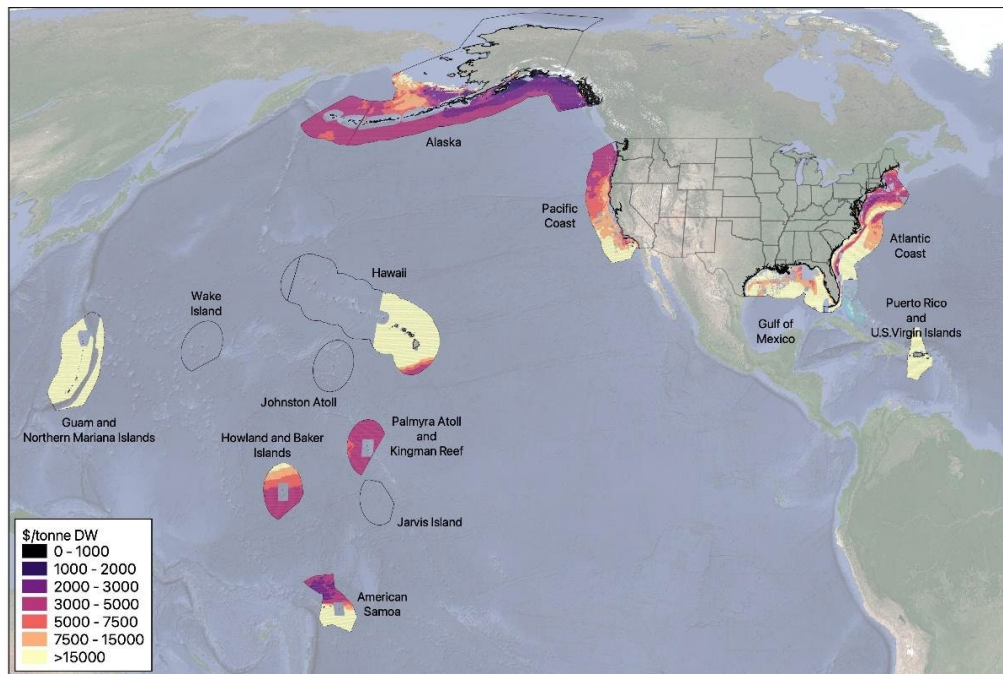 Alaska
Pacific
Coast
Atlantic
Coast
Hawaii
Wake
Island
Puerto Rico
and
U.S.Virgin Islands
Gulf of
Mexico
Johnston Atoll
Guam and
Northern Mariana Islands
Palmyra Atoll
and
Kingman Reef
Howland and Baker
Islands
Jarvis Island
American
Samoa
$/tonne DW
0 - 1000
1000 - 2000
2000 - 3000
3000 - 5000
5000 - 7500
7500 - 15000
>15000